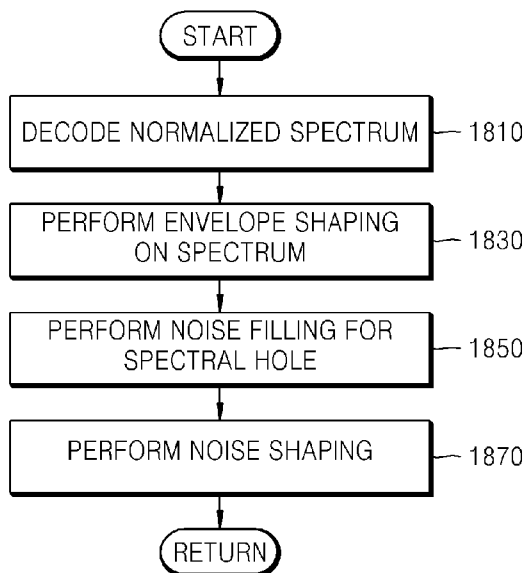 START
DECODE NORMALIZED SPECTRUM
1810
PERFORM ENVELOPE SHAPING
ON SPECTRUM
1830
PERFORM NOISE FILLING FOR
SPECTRAL HOLE
1850
PERFORM NOISE SHAPING
1870
RETURN